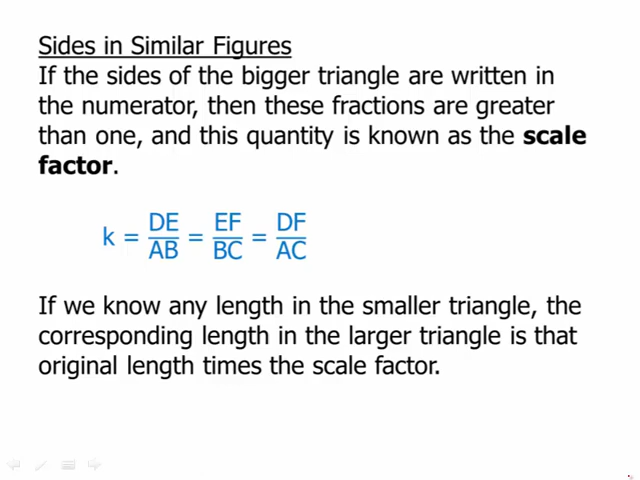 Sides in Similar Figures
If the sides of the bigger triangle are written in
the numerator, then these fractions are greater
than one, and this quantity is known as the scale
factor.
k = DE/AB = EF/BC = DF/AC
If we know any length in the smaller triangle, the
corresponding length in the larger triangle is that
original length times the scale factor.